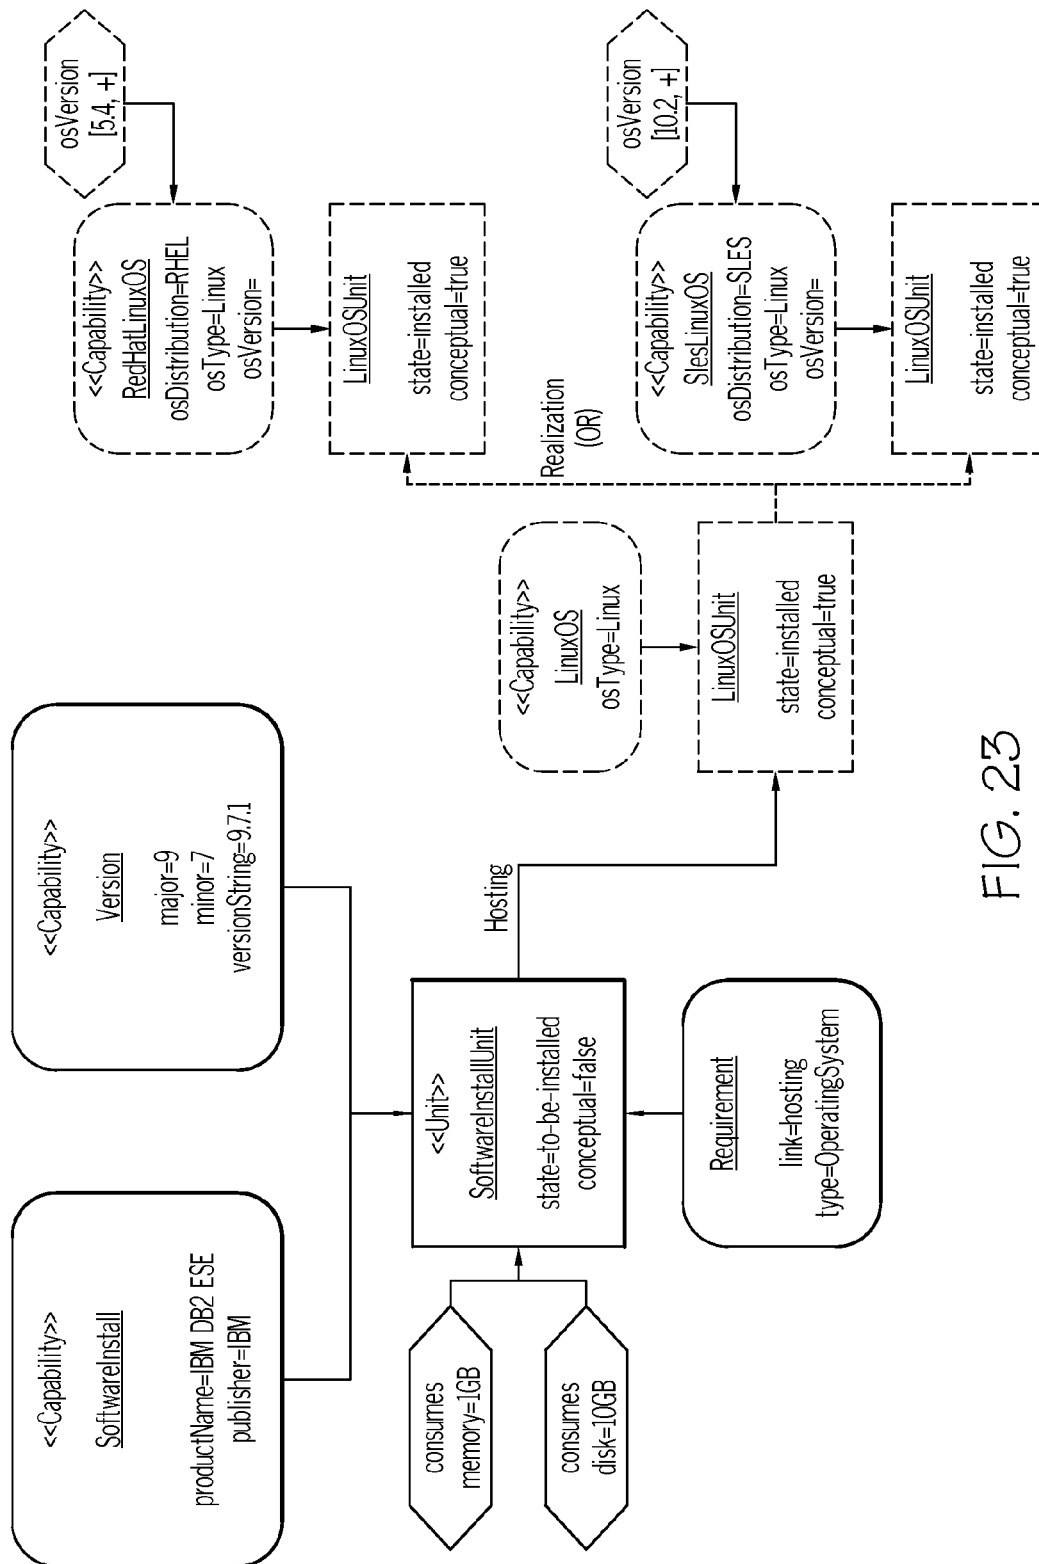 <<Capability>>
SoftwareInstall
productName=IBM DB2 ESE
publisher=IBM
<<Capability>>
Version
major=9
minor=7
versionString=9.7.1
consumes
memory=1GB
consumes
disk=10GB
<<Unit>>
SoftwareInstallUnit
state=to-be-installed
conceptual=false
Requirement
link=hosting
type=OperatingSystem
Hosting
<<Capability>>
LinuxOS
osType=Linux
LinuxOSUnit
state=installed
conceptual=true
Realization
(OR)
<<Capability>>
RedHatLinuxOS
osDistribution=RHEL
osType=Linux
osVersion=
osVersion
[5.4, +]
LinuxOSUnit
state=installed
conceptual=true
<<Capability>>
SlesLinuxOS
osDistribution=SLES
osType=Linux
osVersion=
osVersion
[10.2, +]
LinuxOSUnit
state=installed
conceptual=true
FIG. 23